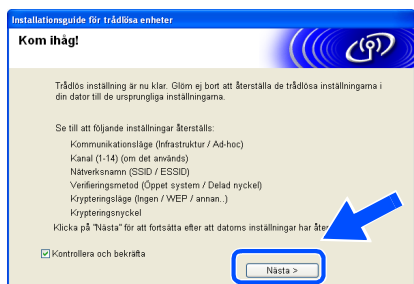 Installationsguide för trådlösa enheter
Kom ihåg!
Trådlös inställning är nu klar. Glöm ej bort att återställa de trådlösa inställningarna i
din dator till de ursprungliga inställningarna.
Se till att följande inställningar återställs:
Kommunikationsläge (Infrastruktur / Ad-hoc)
Kanal (1-14) (om det används)
Nätverksnamn (SSID / ESSID)
Verifieringsmetod (Öppet system / Delad nyckel)
Krypteringsläge (Ingen / WEP / annan..)
Krypteringsnyckel
Klicka på "Nästa" för att fortsätta efter att datorns inställningar har
Kontrollera och bekräfta
Nästa >